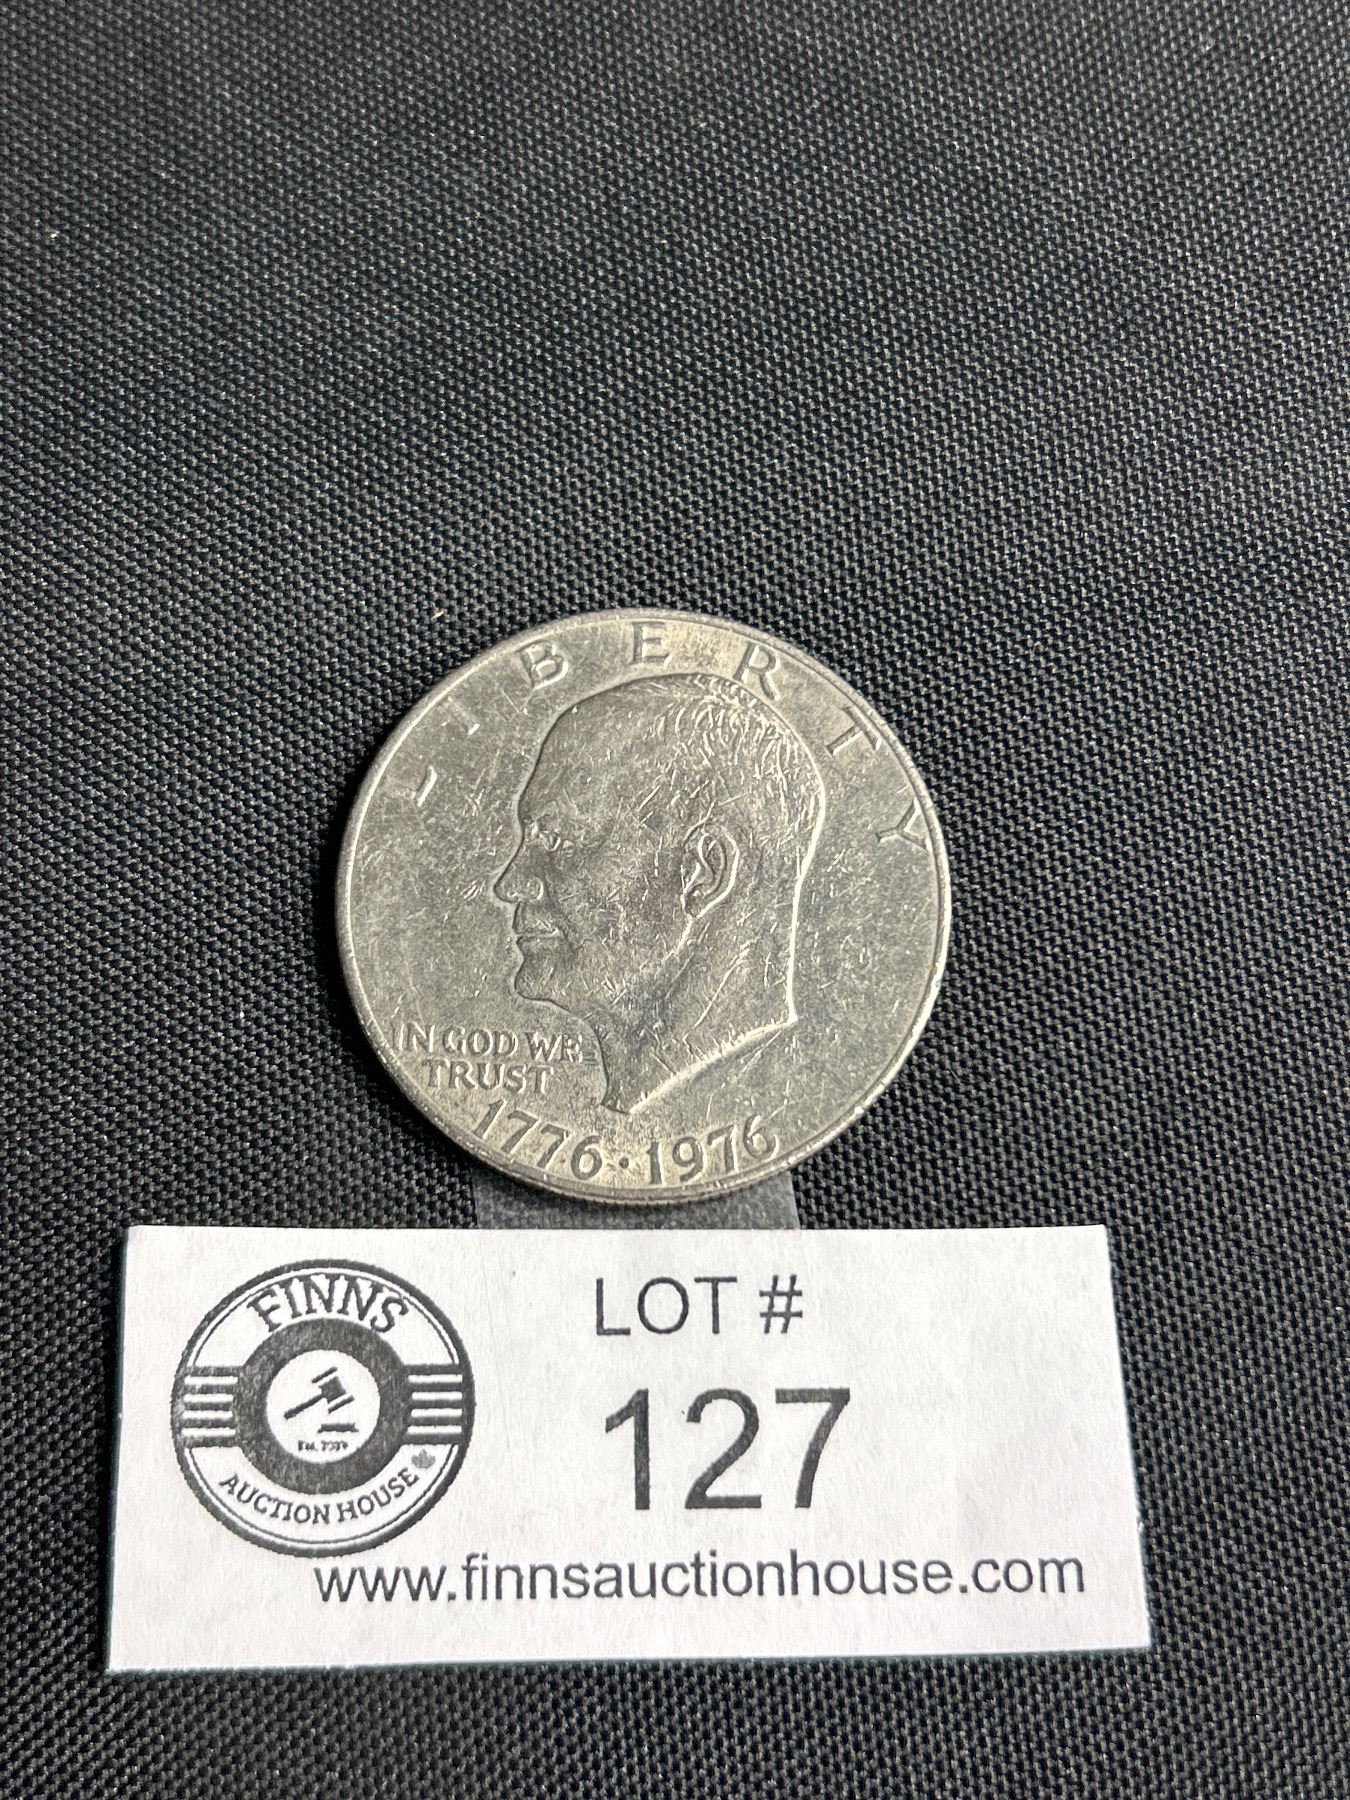 LIBERTY
IN GOD WE
TRUST
1776 · 1976
FINNS
AUCTION HOUSE
LOT #
127
www.finnsauctionhouse.com